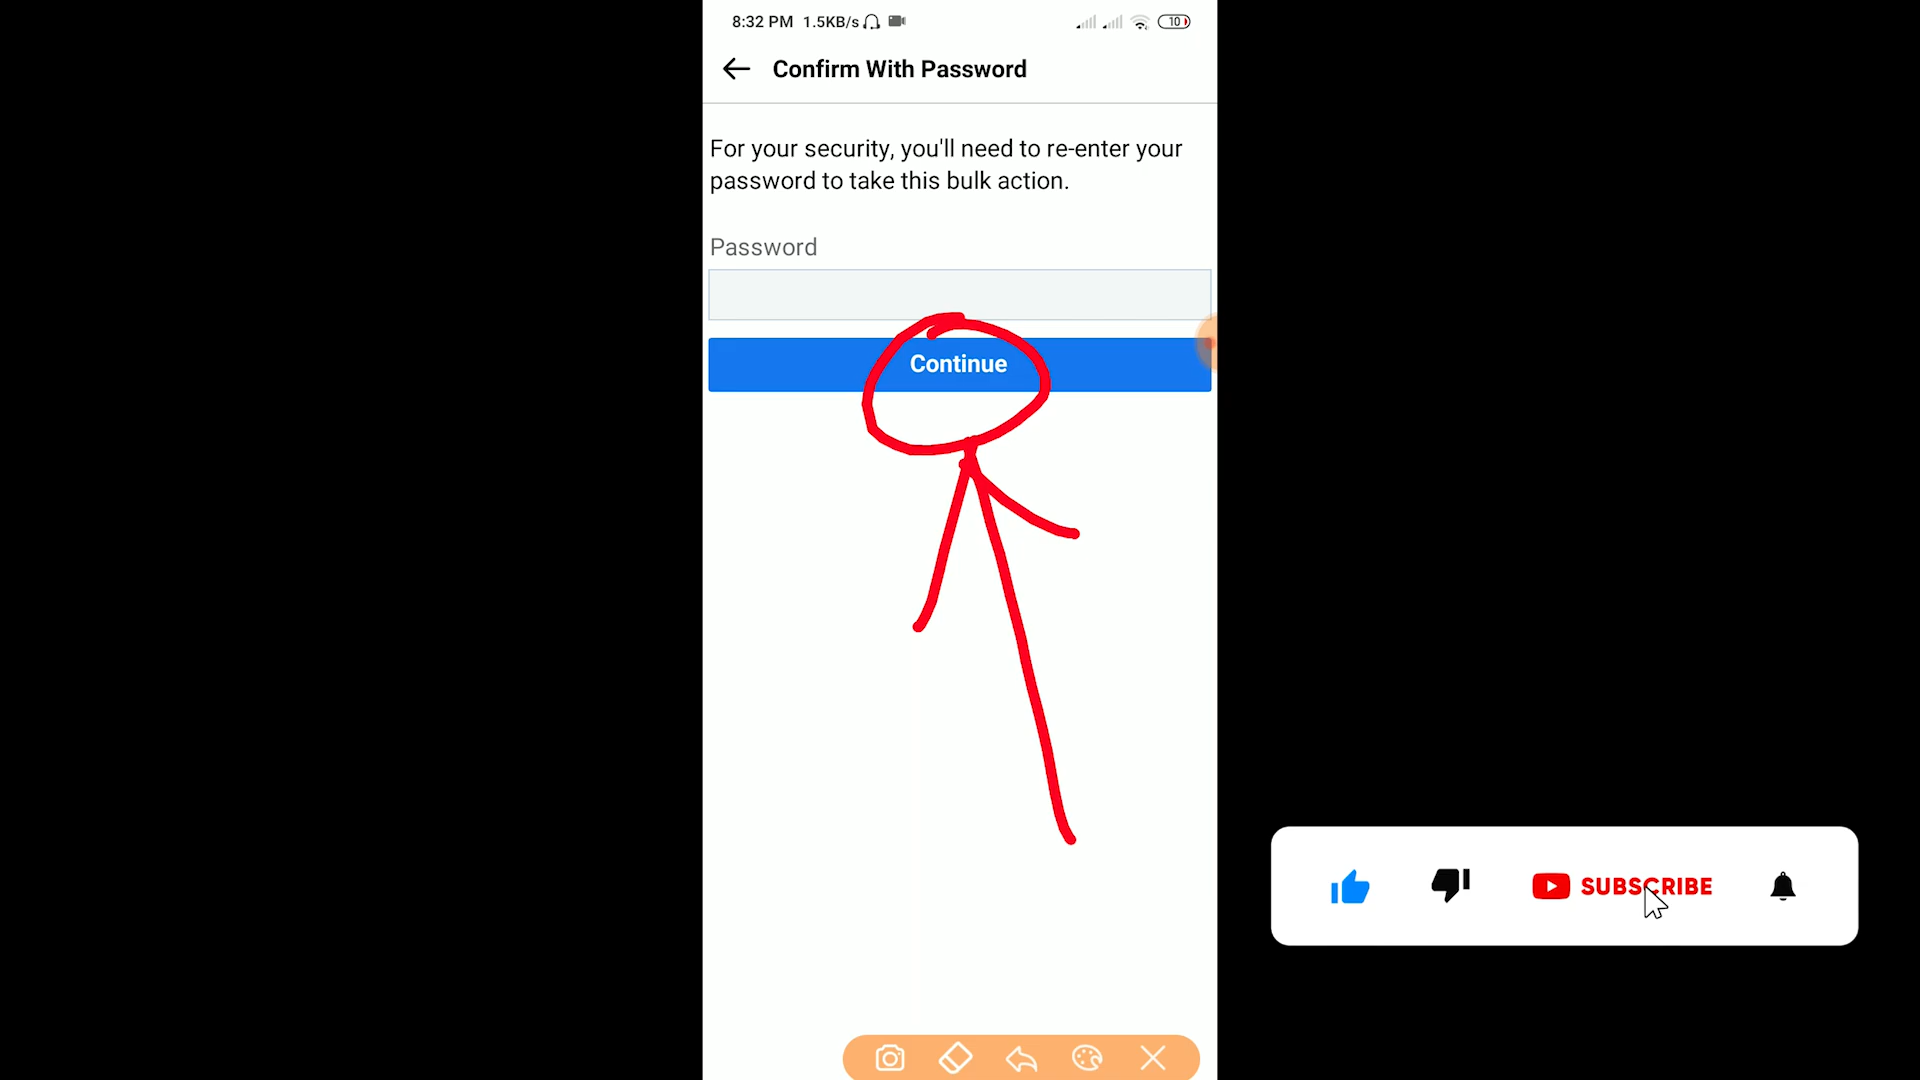 8:32 PM 1.5KB/s 10
Confirm With Password
For your security, you'll need to re-enter your
password to take this bulk action.
Password
Continue
SUBSCRIBE